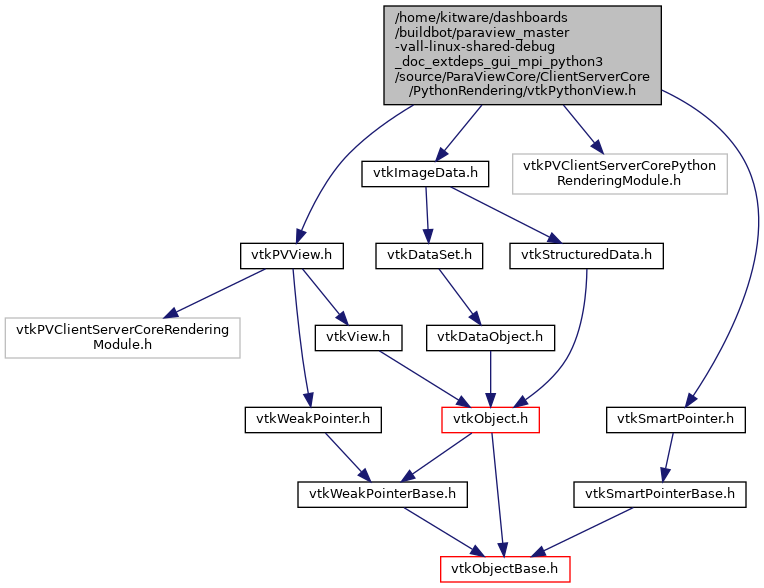 /home/kitware/dashboards
/buildbot/paraview_master
-vall-linux-shared-debug
_doc_extdeps_gui_mpi_python3
/source/ParaViewCore/ClientServerCore
/PythonRendering/vtkPythonView.h
vtkImageData.h
vtkPVClientServerCorePython
RenderingModule.h
vtkPVView.h
vtkDataSet.h
vtkStructuredData.h
vtkPVClientServerCoreRendering
Module.h
vtkView.h
vtkDataObject.h
vtkWeakPointer.h
vtkObject.h
vtkSmartPointer.h
vtkWeakPointerBase.h
vtkSmartPointerBase.h
vtkObjectBase.h